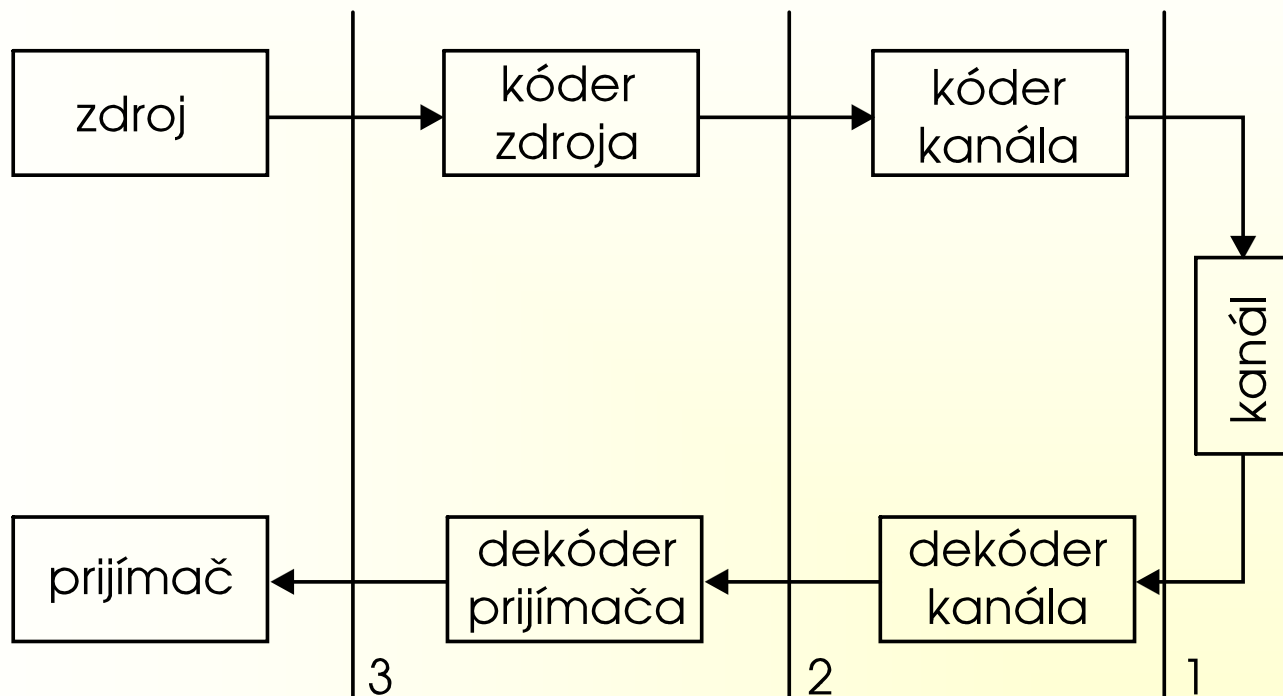 zdroj
kóder
zdroja
kóder
kanála
kanál
prijímač
dekóder
prijímača
dekóder
kanála
3
2
1